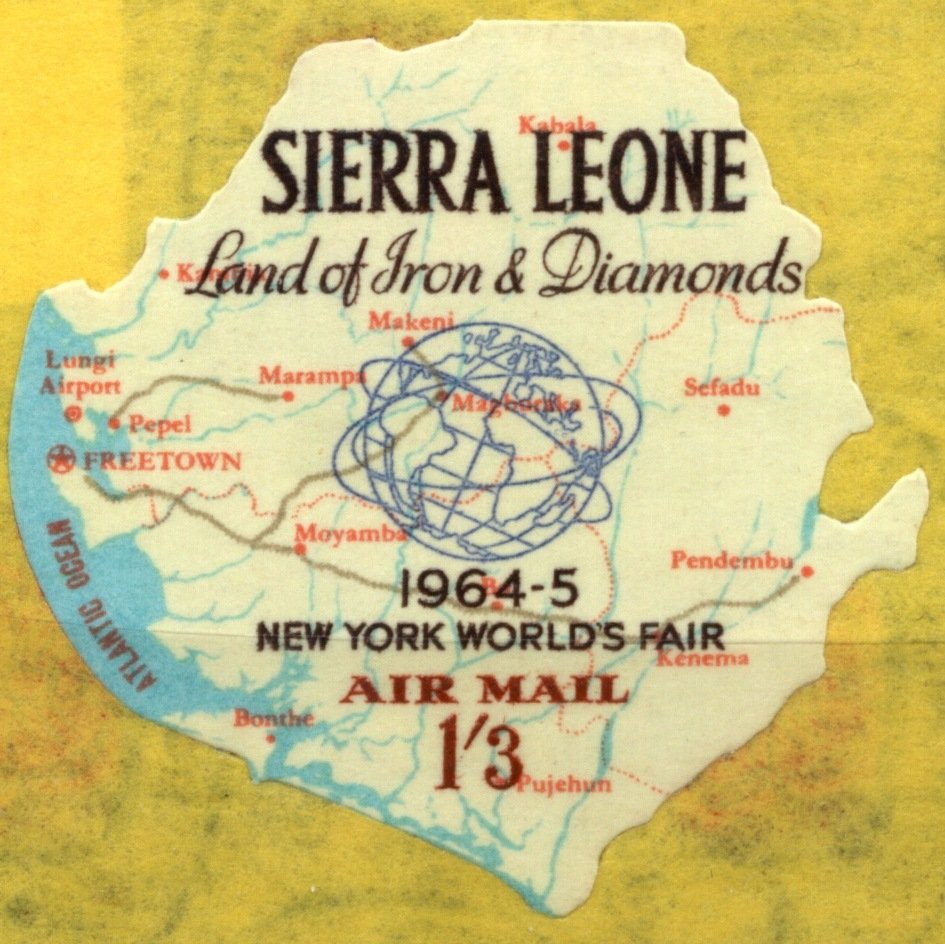 Kabala
SIERRA LEONE
Land of Iron & Diamonds
Makeni
Lungi
Airport
Marampa
Sefadu
Magburaka
Pepel
FREETOWN
Moyamba
ATLANTIC OCEAN
Pendembu
1964-5
NEW YORK WORLD'S FAIR
Kenema
AIR MAIL
Bonthe
1'3
Pujehun